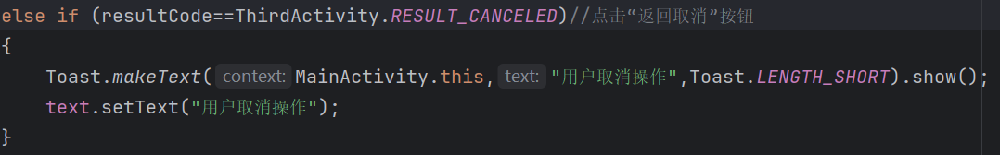 else if (resultCode==ThirdActivity.RESULT_CANCELED)//点击“返回取消”按钮
{
Toast.makeText( context: MainActivity.this, text: "用户取消操作",Toast.LENGTH_SHORT).show();
text.setText("用户取消操作");
}